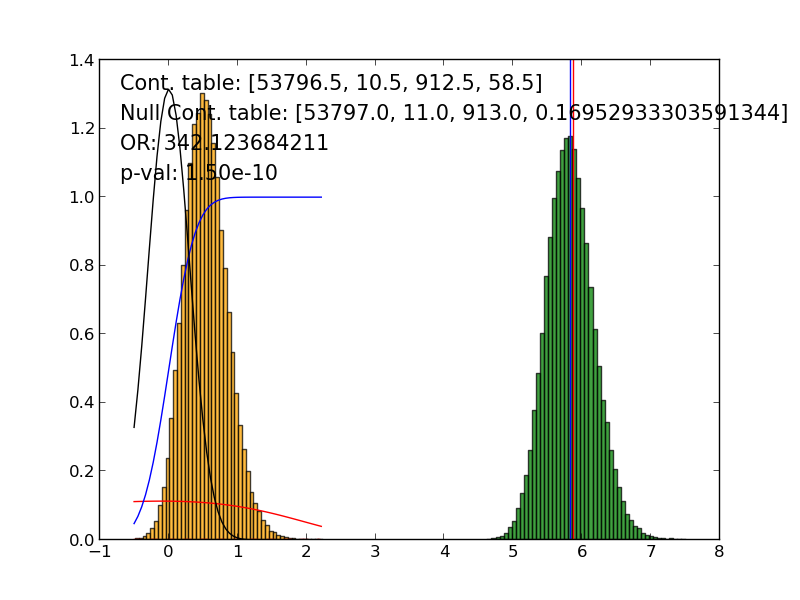 Cont. table: [53796.5, 10.5, 912.5, 58.5]
Null Cont. table: [53797.0, 11.0, 913.0, 0.16952933303591344]
OR: 342.123684211
p-val: 1.50e-10
1.4
1.2
1.0
0.8
0.6
0.4
0.2
0.0
−1 0 1 2 3 4 5 6 7 8